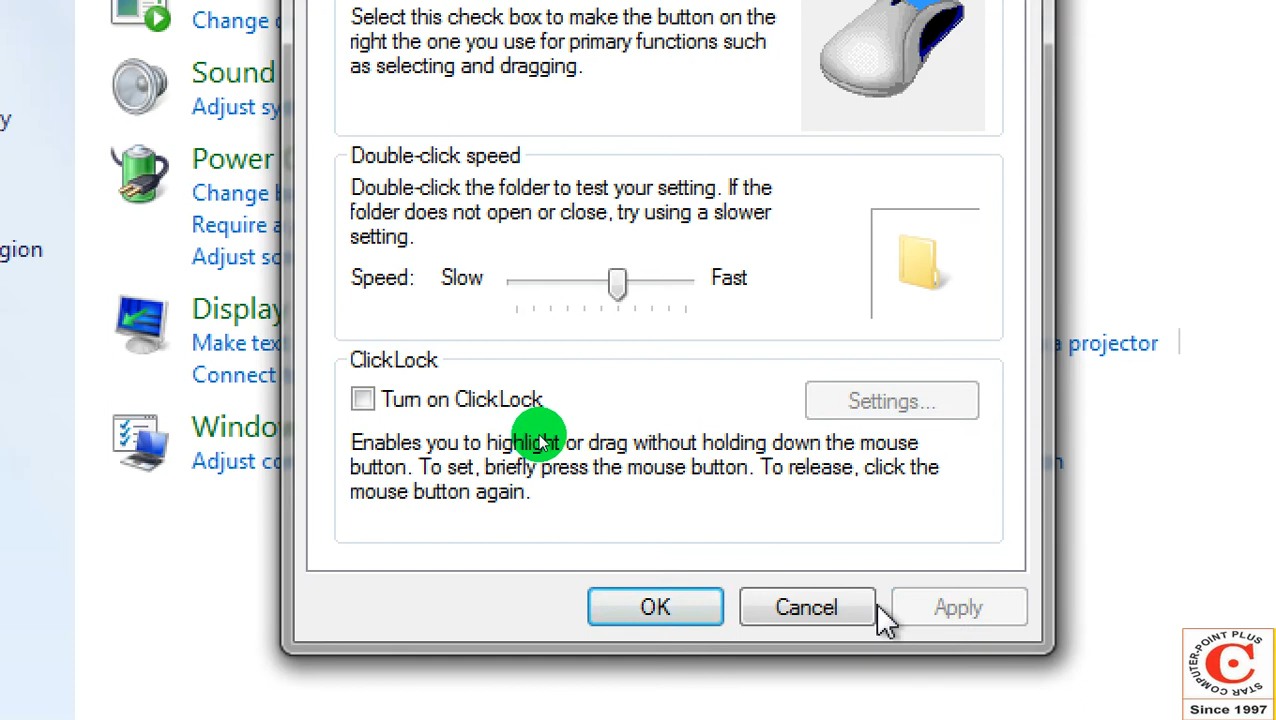 Change
Select this check box to make the button on the
right the one you use for primary functions such
as selecting and dragging.
Sound
Adjust
Power
Change
Require
Adjust
gion
Double-click speed
Double-click the folder to test your setting. If the
folder does not open or close, try using a slower
setting.
Speed: Slow Fast
Display
Make
Connect
a projector
ClickLock
Turn on ClickLock
Settings...
Enables you to highlight or drag without holding down the mouse
button. To set, briefly press the mouse button. To release, click the
mouse button again.
Adjust
OK Cancel Apply
COMPUTER-POINT PLUS
C
STAR COMPUTER
Since 1997